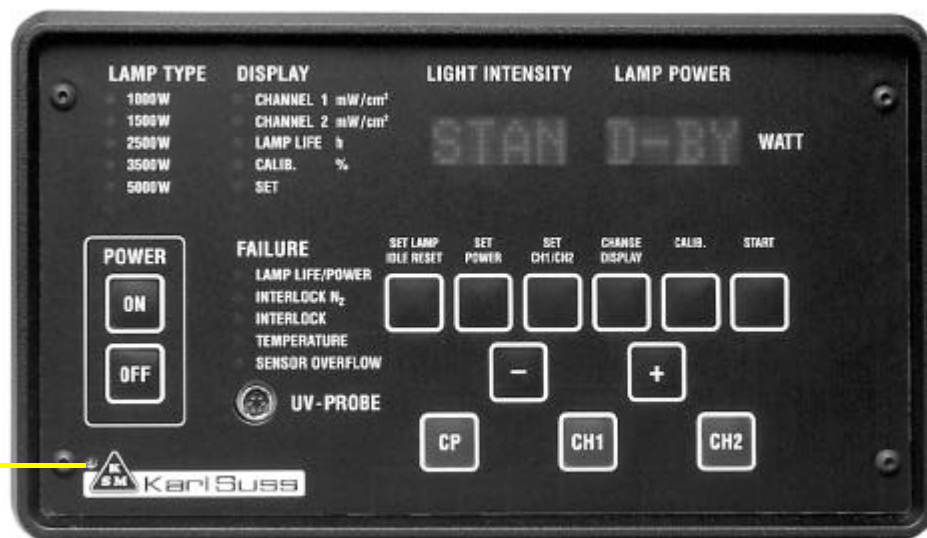 LAMP TYPE
1000W
1500W
2500W
3500W
5000W
DISPLAY
CHANNEL 1 mW/cm²
CHANNEL 2 mW/cm²
LAMP LIFE h
CALIB. %
SET
LIGHT INTENSITY
STAN
LAMP POWER
D-BY
WATT
POWER
ON
OFF
FAILURE
LAMP LIFE/POWER
INTERLOCK N₂
INTERLOCK
TEMPERATURE
SENSOR OVERFLOW
UV-PROBE
SET LAMP
IDLE RESET
SET
POWER
SET
CH1/CH2
CHANGE
DISPLAY
CALIB.
START
−
+
CP
CH1
CH2
K
SM
Karl Suss